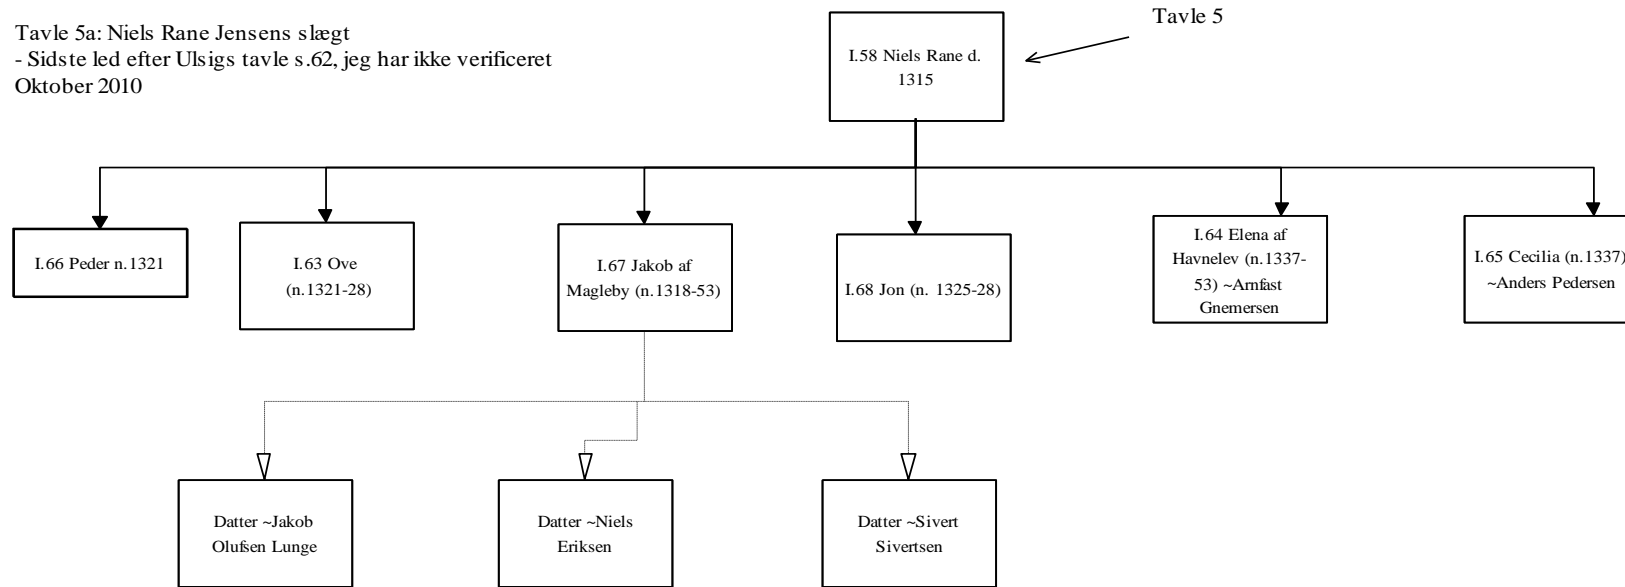 Tavle 5a: Niels Rane Jensens slægt
- Sidste led efter Ulsigs tavle s.62, jeg har ikke verificeret
Oktober 2010
Tavle 5
I.58 Niels Rane d.
1315
I.66 Peder n.1321
I.63 Ove
(n.1321-28)
I.67 Jakob af
Magleby (n.1318-53)
I.68 Jon (n. 1325-28)
I.64 Elena af
Havnelev (n.1337-
53) ~Arnfast
Gnemersen
I.65 Cecilia (n.1337)
~Anders Pedersen
Datter ~Jakob
Olufsen Lunge
Datter ~Niels
Eriksen
Datter ~Sivert
Sivertsen